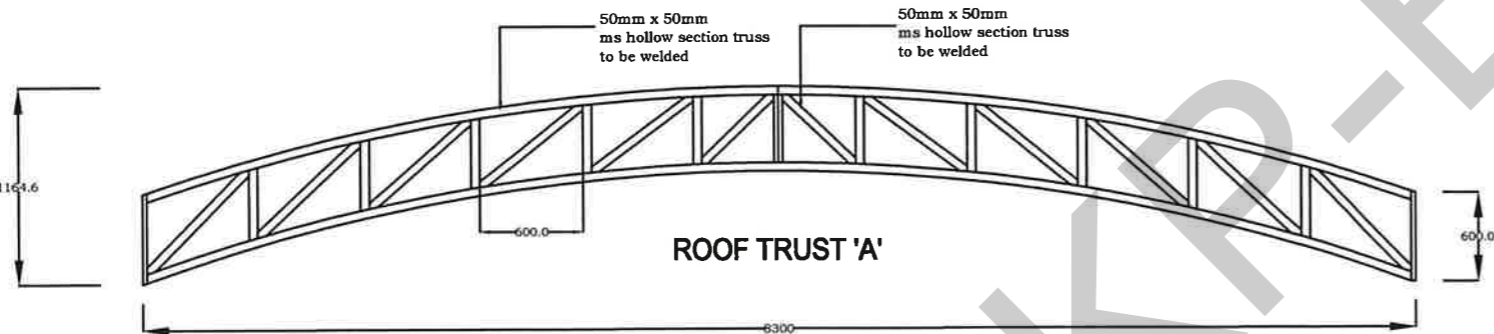 50mm x 50mm
ms hollow section truss
to be welded
50mm x 50mm
ms hollow section truss
to be welded
1164.6
600.0
ROOF TRUST 'A'
600.0
8300